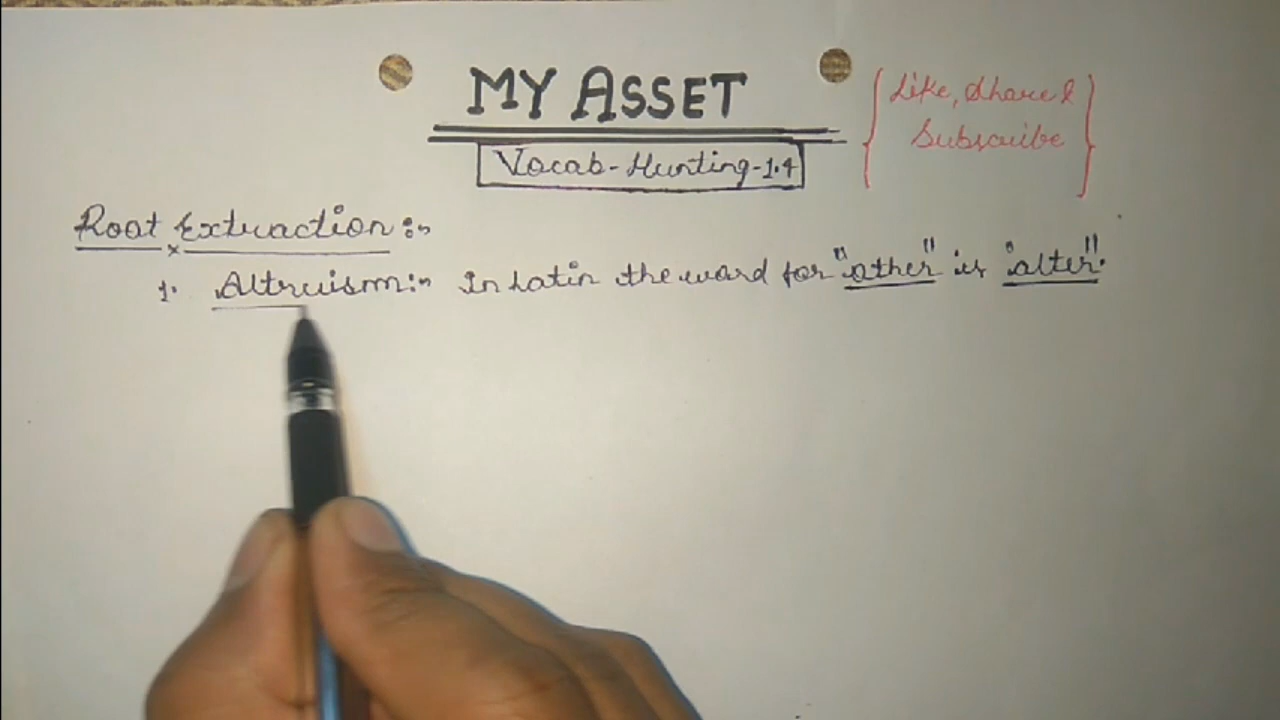 MY ASSET
{ Like, Share &
Subscribe }
Vocab-Hunting-1.4
Root Extraction :-
1. Altruism:- In Latin the word for "other" is "alter".